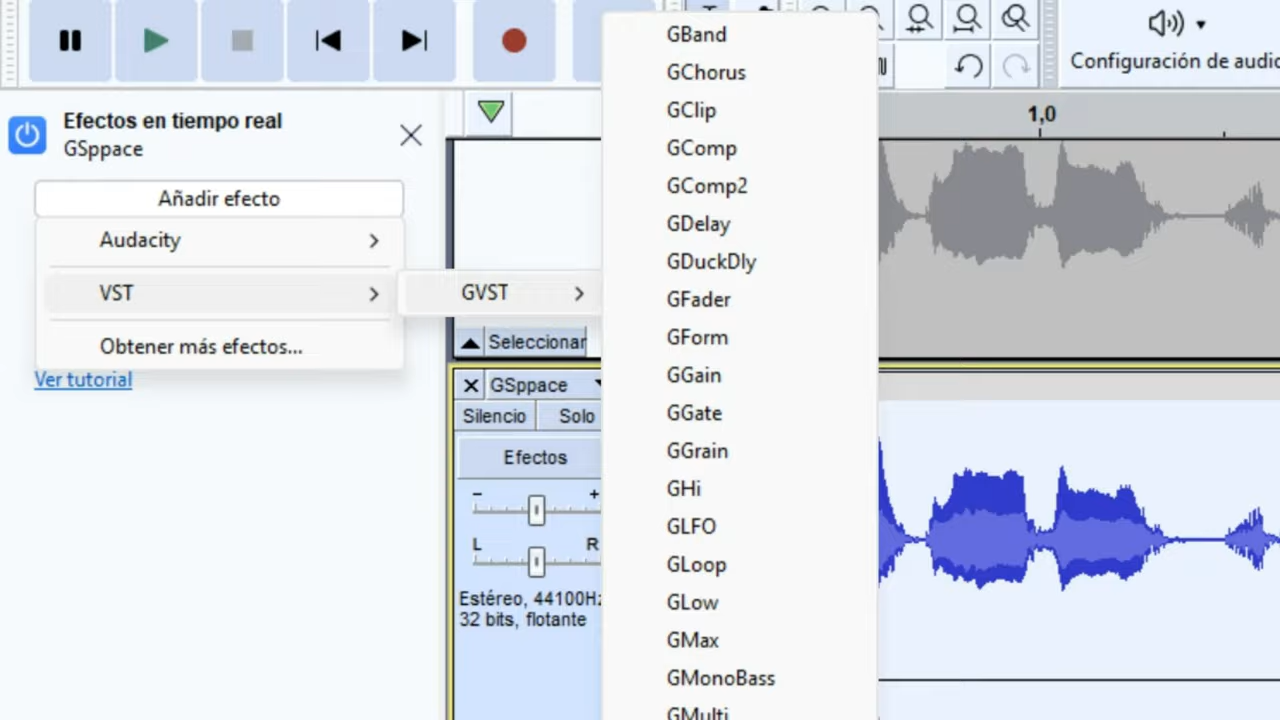 Configuración de audio
1,0
Efectos en tiempo real
GSppace
Añadir efecto
Audacity
VST
Obtener más efectos...
Ver tutorial
GVST
GBand
GChorus
GClip
GComp
GComp2
GDelay
GDuckDly
GFader
GForm
GGain
GGate
GGrain
GHi
GLFO
GLoop
GLow
GMax
GMonoBass
GMulti
Seleccionar
GSppace
Silencio Solo
Efectos
- +
L R
Estéreo, 44100Hz
32 bits, flotante